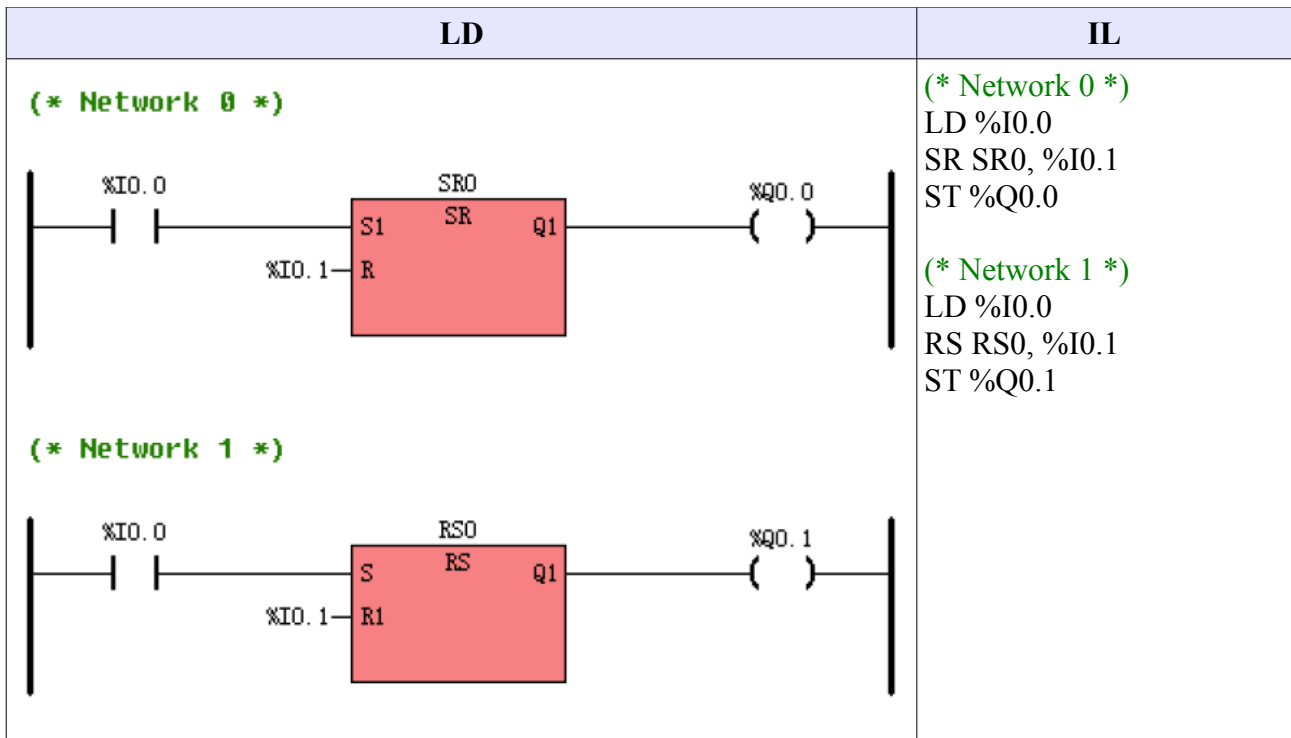 LD
IL
(* Network 0 *)
%I0.0
SR0
%Q0.0
SR
S1
Q1
%I0.1
R
(* Network 1 *)
%I0.0
RS0
%Q0.1
RS
S
Q1
%I0.1
R1
(* Network 0 *)
LD %I0.0
SR SR0, %I0.1
ST %Q0.0
(* Network 1 *)
LD %I0.0
RS RS0, %I0.1
ST %Q0.1